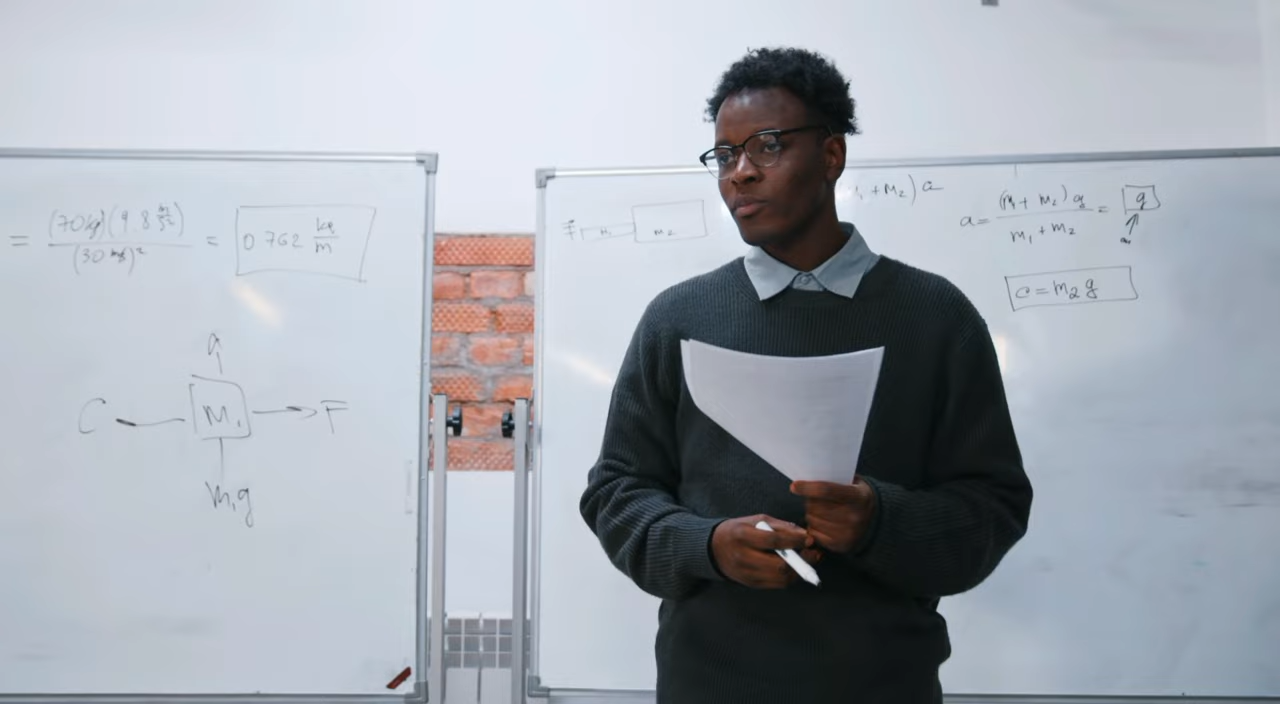 = (70kg)(9.8 m/s²) / (30 m/s)² = 0 762 kg/m
a
C M₁ F
m₁g
m₂
+ m₂) a
a = (m₁ + m₂) g / m₁ + m₂ = g
C = m₂ g